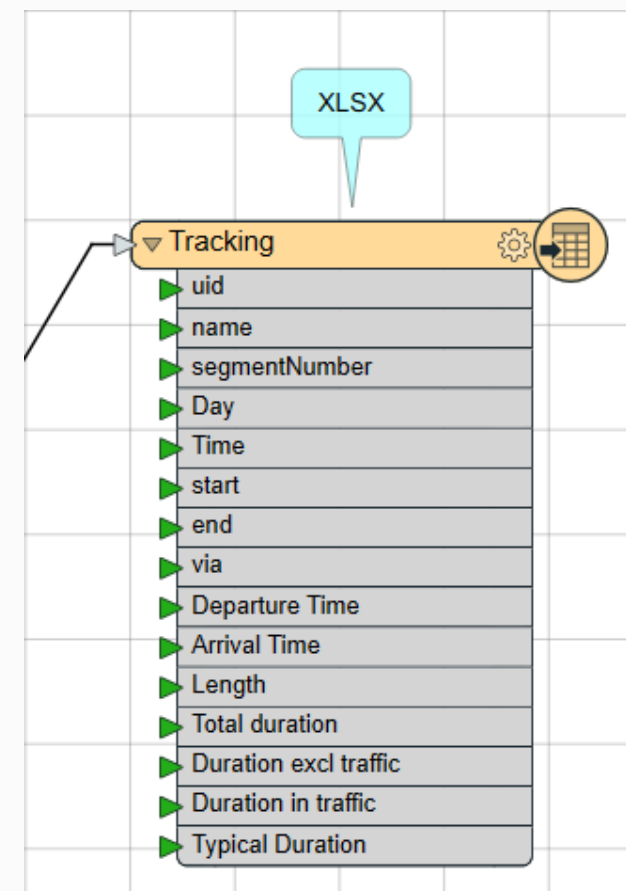 XLSX
Tracking
uid
name
segmentNumber
Day
Time
start
end
via
Departure Time
Arrival Time
Length
Total duration
Duration excl traffic
Duration in traffic
Typical Duration